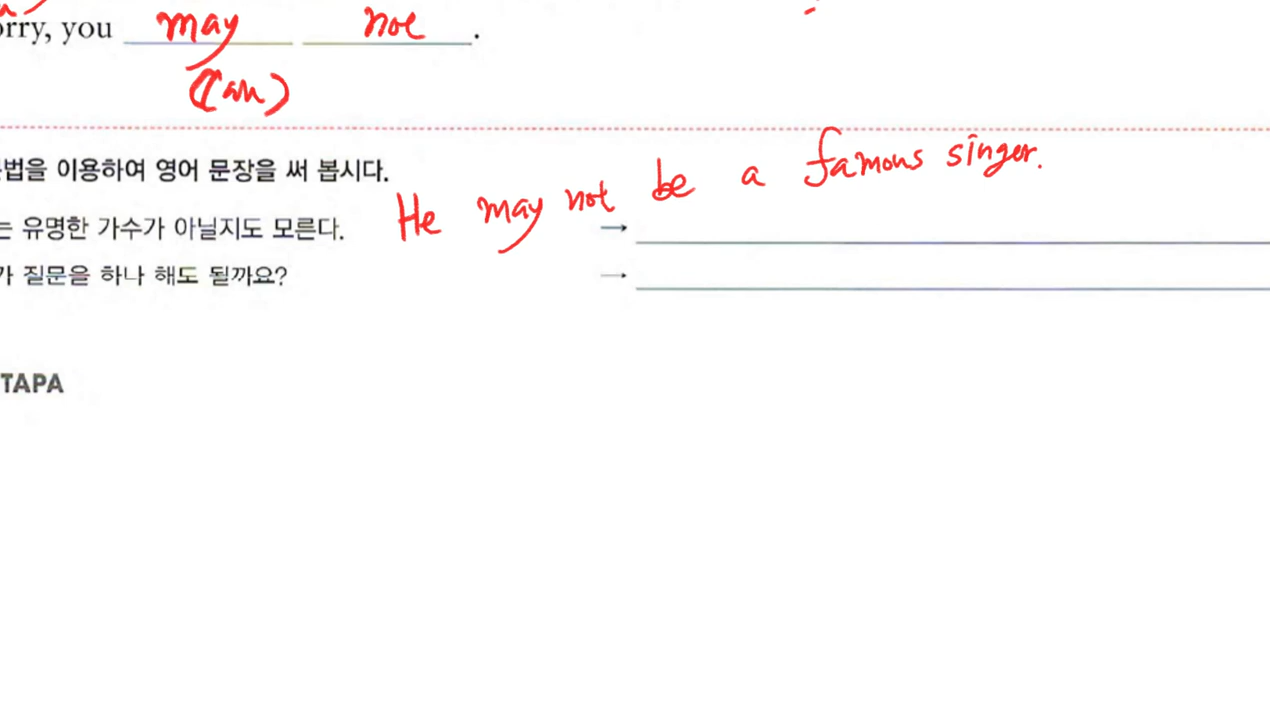 orry, you may not .
(can)
법을 이용하여 영어 문장을 써 봅시다.
는 유명한 가수가 아닐지도 모른다. → He may not be a famous singer.
가 질문을 하나 해도 될까요? →
TAPA